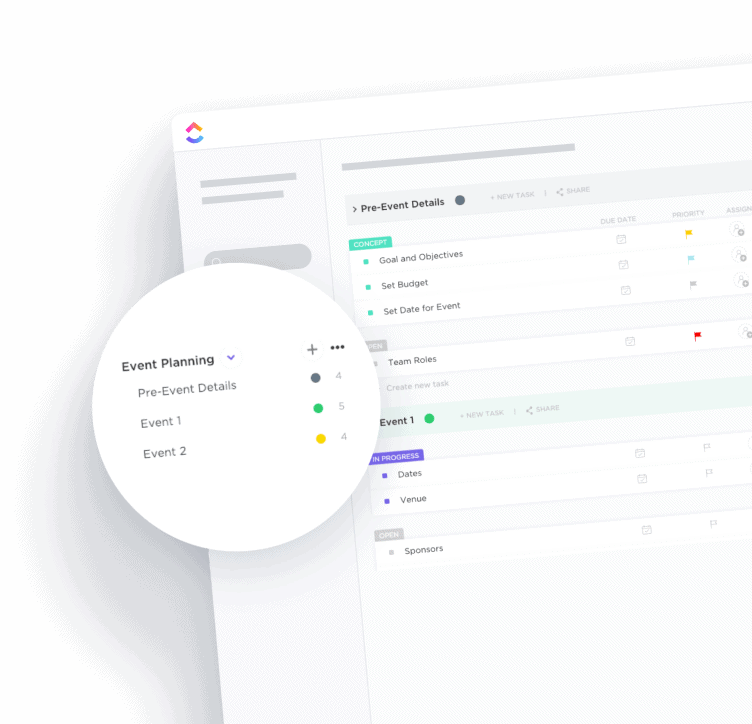 Pre-Event Details + NEW TASK | SHARE
CONCEPT DUE DATE PRIORITY ASSIGN
Goal and Objectives
Set Budget
Set Date for Event
Team Roles
Create new task
Event 1 + NEW TASK | SHARE
IN PROGRESS
Dates
Venue
OPEN
Sponsors
Event Planning
Pre-Event Details 4
Event 1 5
Event 2 4